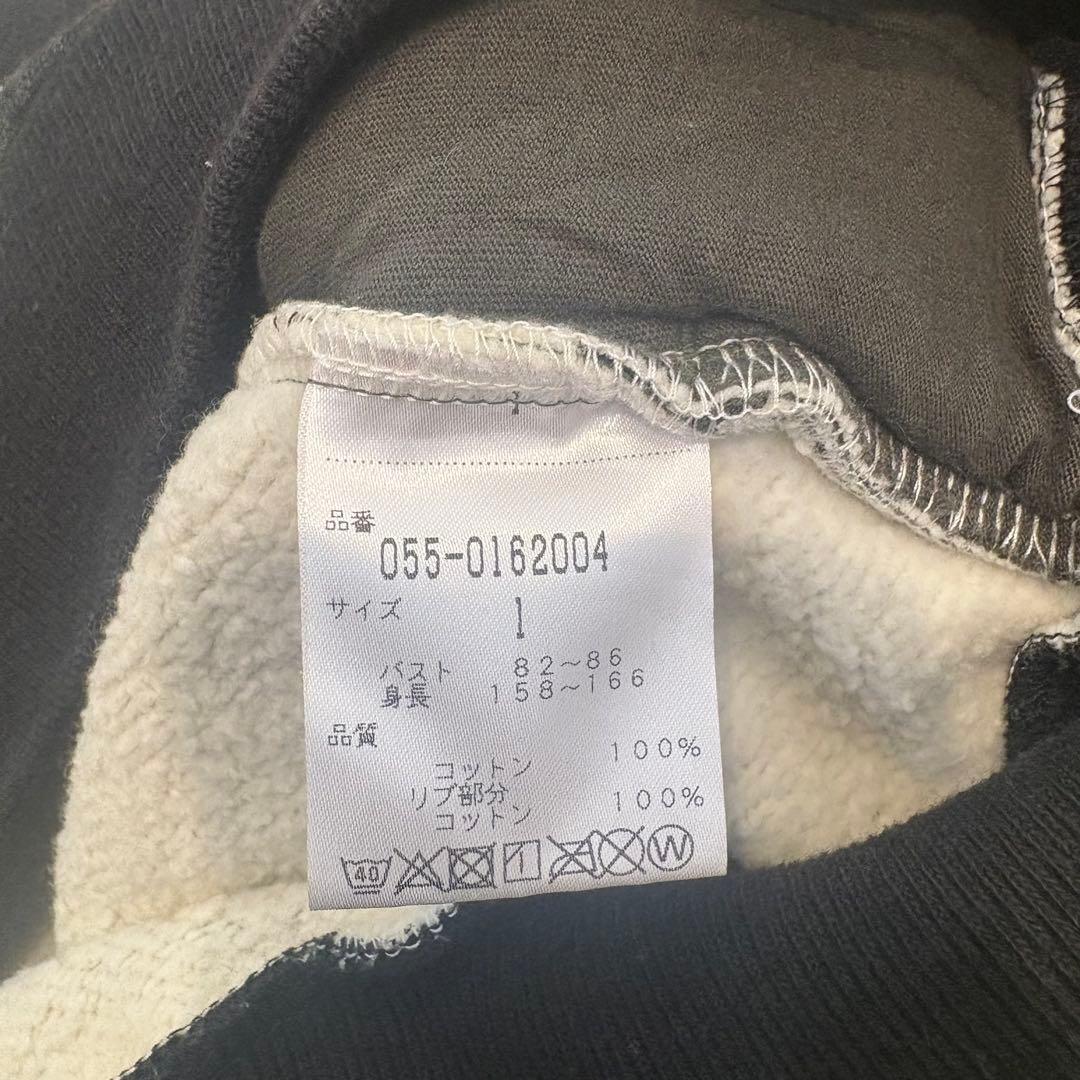 品番
055-0162004
サイズ 1
バスト 82~86
身長 158~166
品質
コットン 100%
リブ部分
コットン 100%
40 W